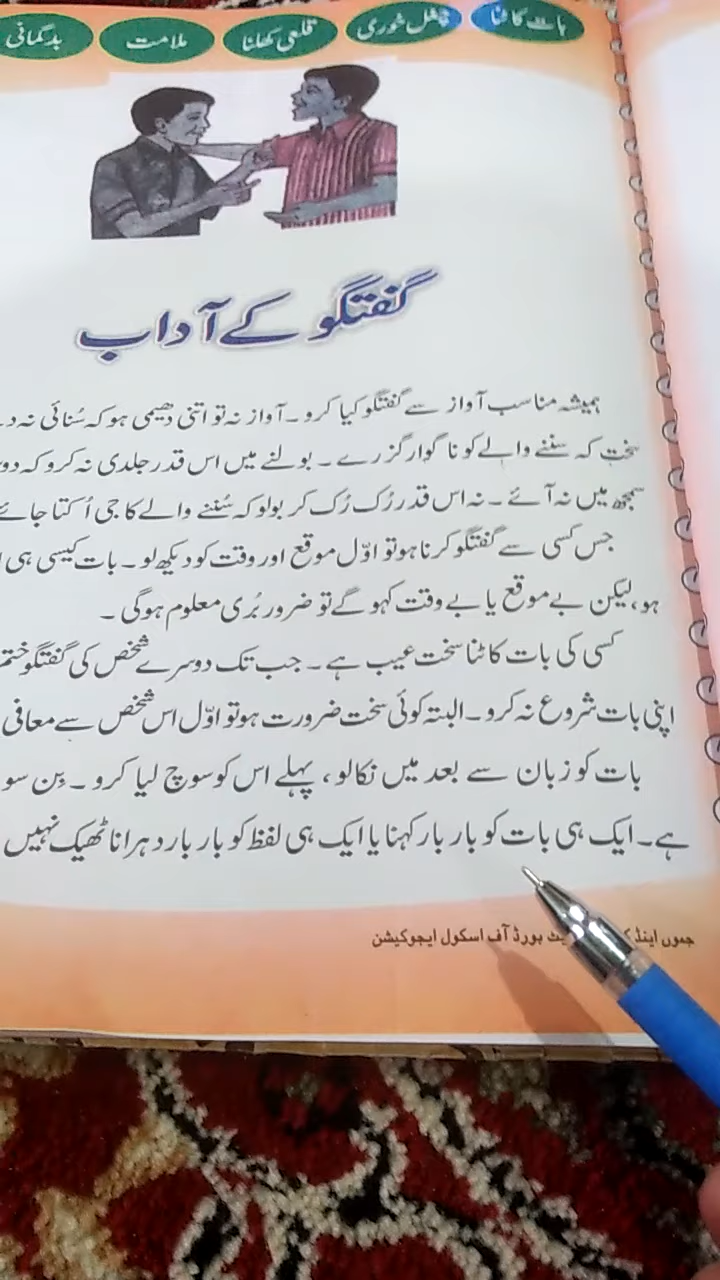 بات کاٹنا
چغل خوری
قلعی کھلنا
ملامت
بدگمانی
گفتگو کے آداب
ہمیشہ مناسب آواز سے گفتگو کیا کرو۔ آواز نہ تو اتنی دھیمی ہو کہ سُنائی نہ
سخت کہ سننے والے کو ناگوار گزرے۔ بولنے میں اس قدر جلدی نہ کرو کہ
سمجھ میں نہ آئے۔ نہ اس قدر رُک رُک کر بولو کہ سُننے والے کا جی اُکتا جائے
جس کسی سے گفتگو کرنا ہو تو اوّل موقع اور وقت کو دیکھ لو۔ بات کیسی ہی
ہو، لیکن بے موقع یا بے وقت کہو گے تو ضرور بُری معلوم ہوگی۔
کسی کی بات کاٹنا سخت عیب ہے۔ جب تک دوسرے شخص کی گفتگو ختم
اپنی بات شروع نہ کرو۔ البتہ کوئی سخت ضرورت ہو تو اوّل اس شخص سے معافی
بات کو زبان سے بعد میں نکالو، پہلے اس کو سوچ لیا کرو۔ بِن
ہے۔ ایک ہی بات کو بار بار کہنا یا ایک ہی لفظ کو بار بار دہرانا ٹھیک نہیں
جموں اینڈ بورڈ آف اسکول ایجوکیشن